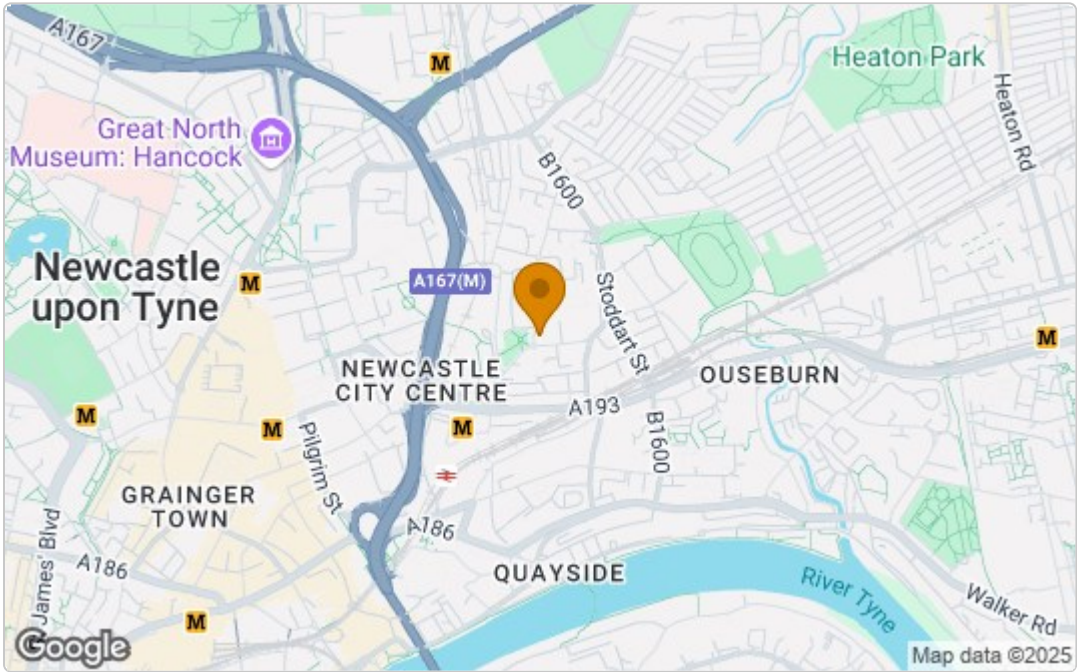 A167
M
Heaton Park
Heaton Rd
Great North
Museum: Hancock
B1600
Newcastle
upon Tyne
M
A167(M)
Stoddart St
M
NEWCASTLE
CITY CENTRE
OUSEBURN
A193
M
M
M
B1600
Pilgrim St
GRAINGER
TOWN
A186
St James' Blvd
A186
QUAYSIDE
River Tyne
Walker Rd
M
Google
Map data ©2025